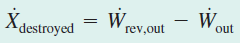 Ẋdestroyed = Ẇrev,out − Ẇout